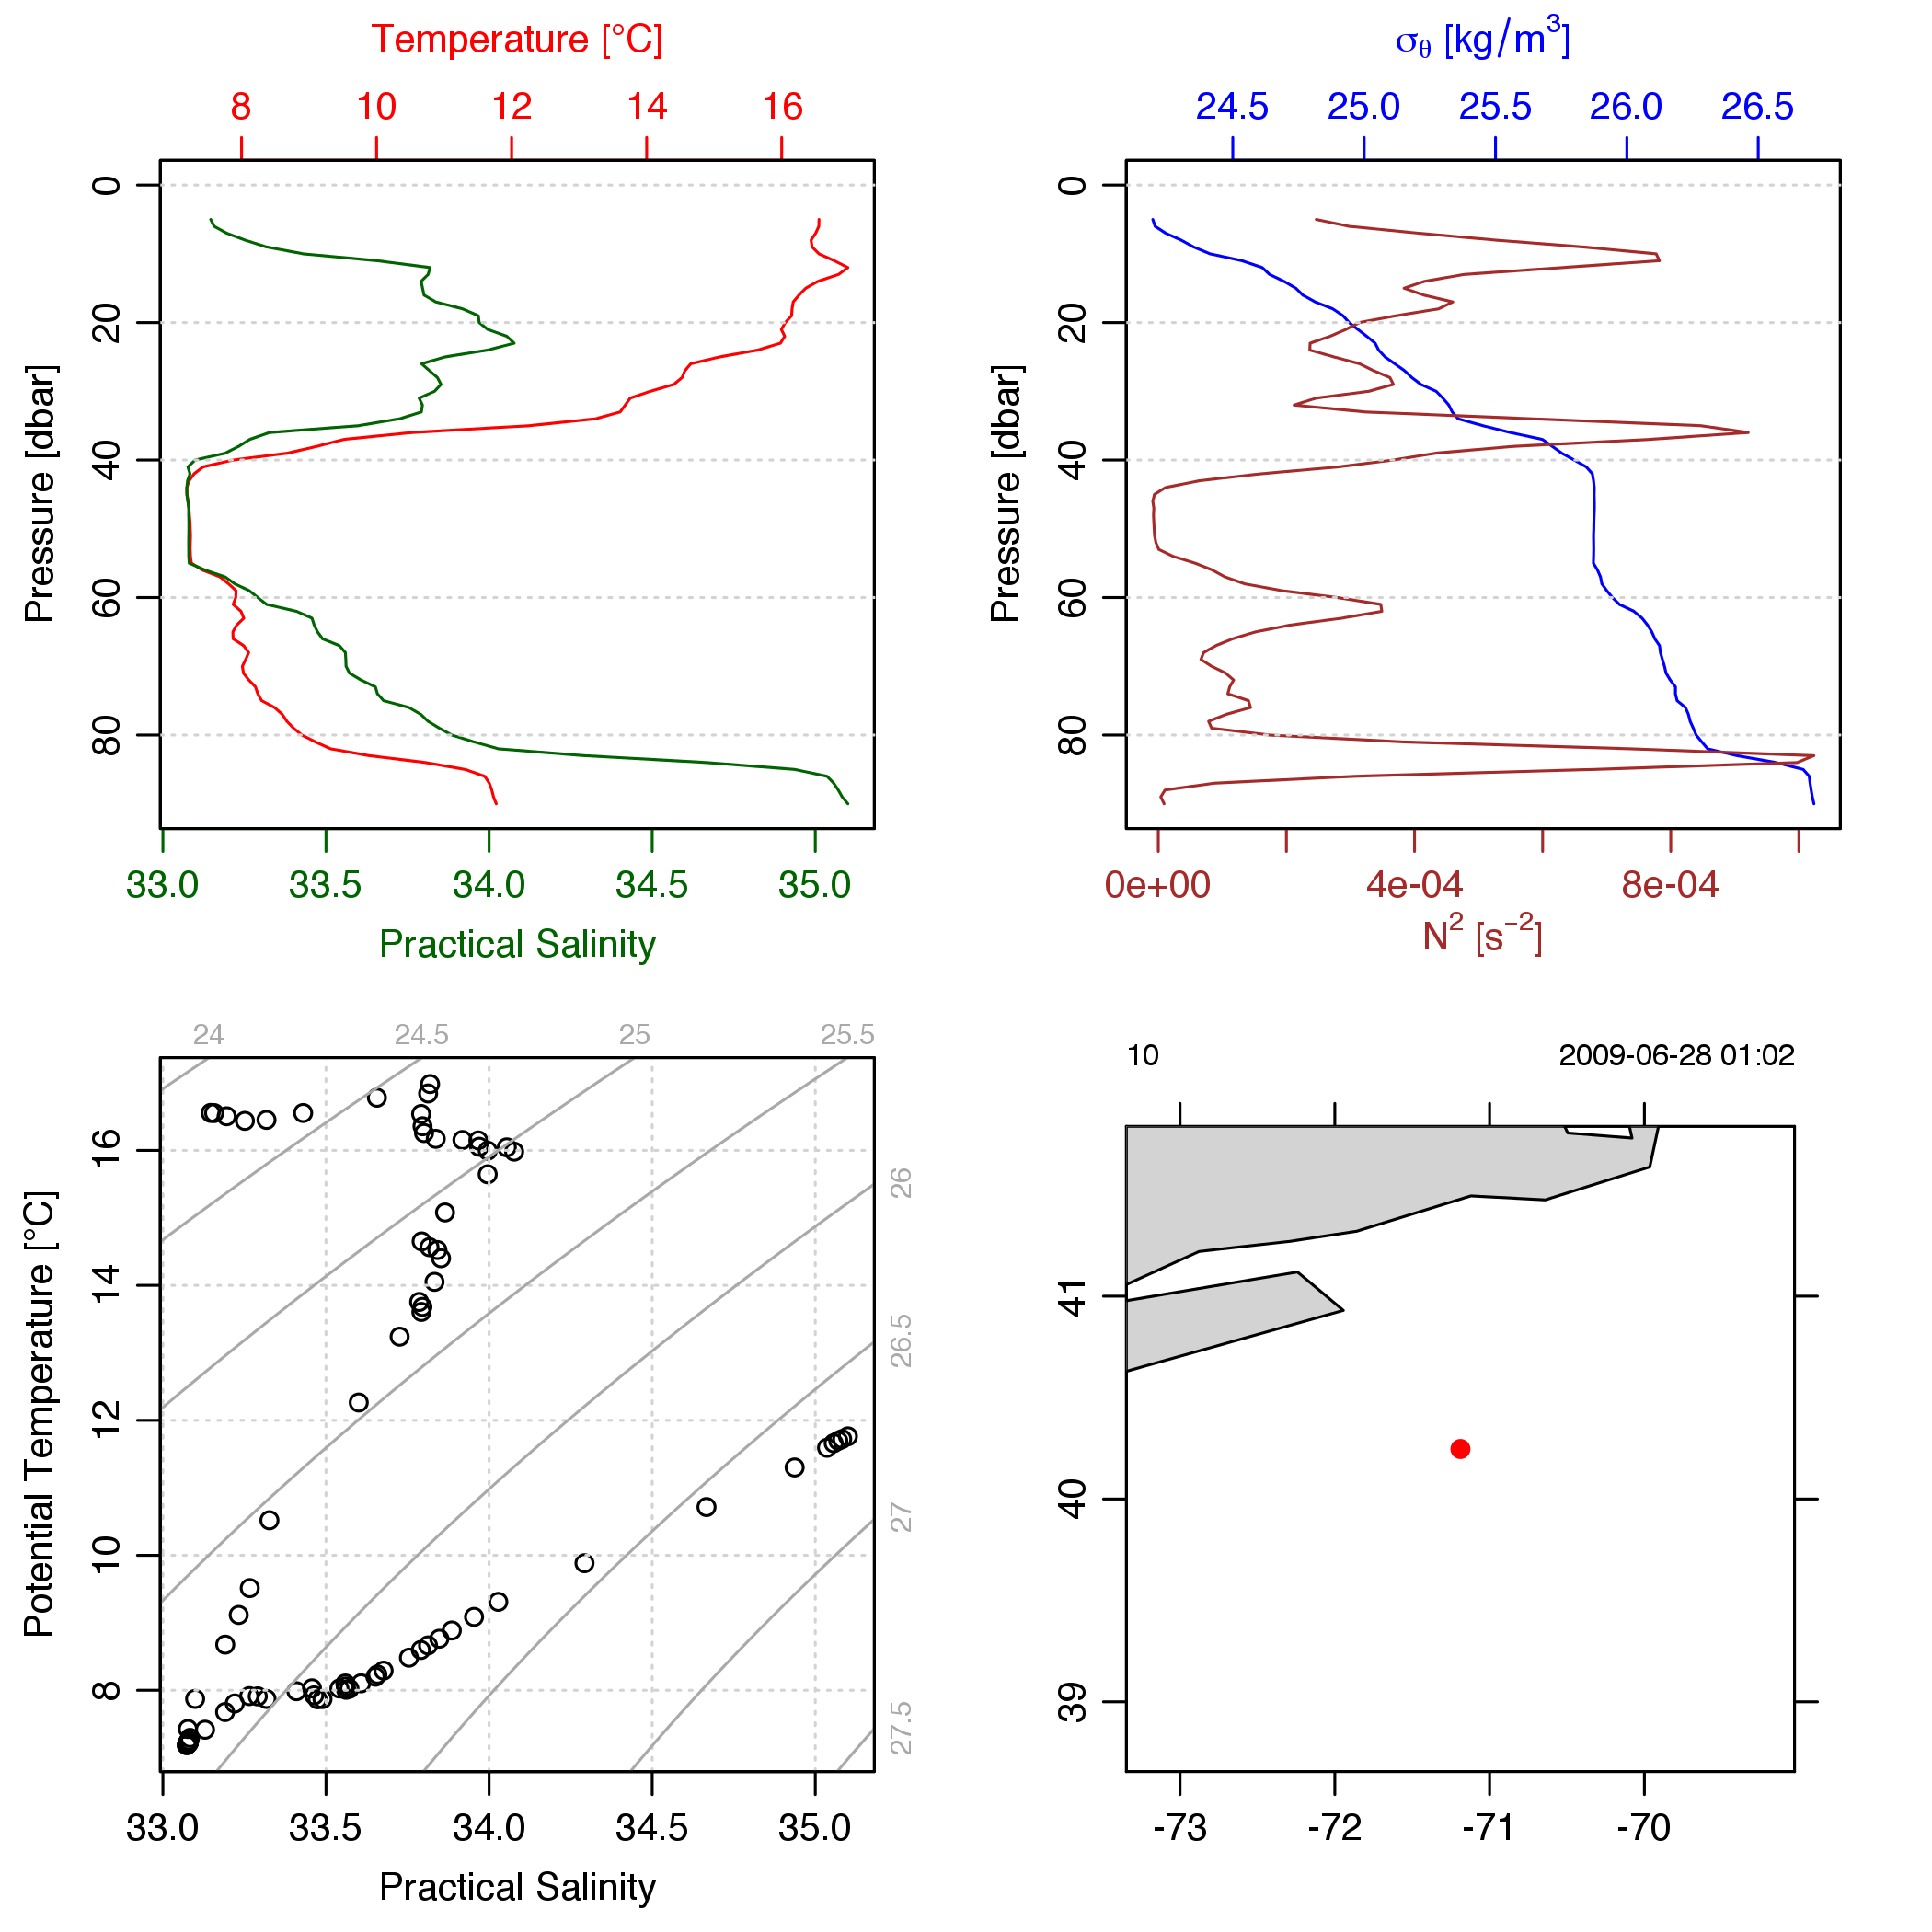 Temperature [°C]
8 10 12 14 16
0
20
40
60
80
Pressure [dbar]
33.0 33.5 34.0 34.5 35.0
Practical Salinity
σθ [kg/m3]
24.5 25.0 25.5 26.0 26.5
0
20
40
60
80
Pressure [dbar]
0e+00 4e-04 8e-04
N2 [s−2]
24 24.5 25 25.5
26
26.5
27
27.5
16
14
12
10
8
Potential Temperature [°C]
33.0 33.5 34.0 34.5 35.0
Practical Salinity
10 2009-06-28 01:02
41
40
39
-73 -72 -71 -70